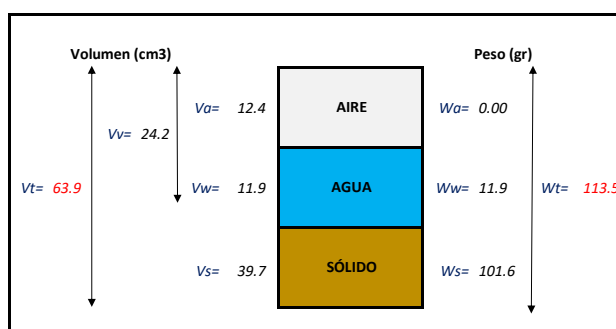 Volumen (cm3) Peso (gr)
Va= 12.4 AIRE Wa= 0.00
Vv= 24.2
Vt= 63.9 Vw= 11.9 AGUA Ww= 11.9 Wt= 113.5
Vs= 39.7 SÓLIDO Ws= 101.6